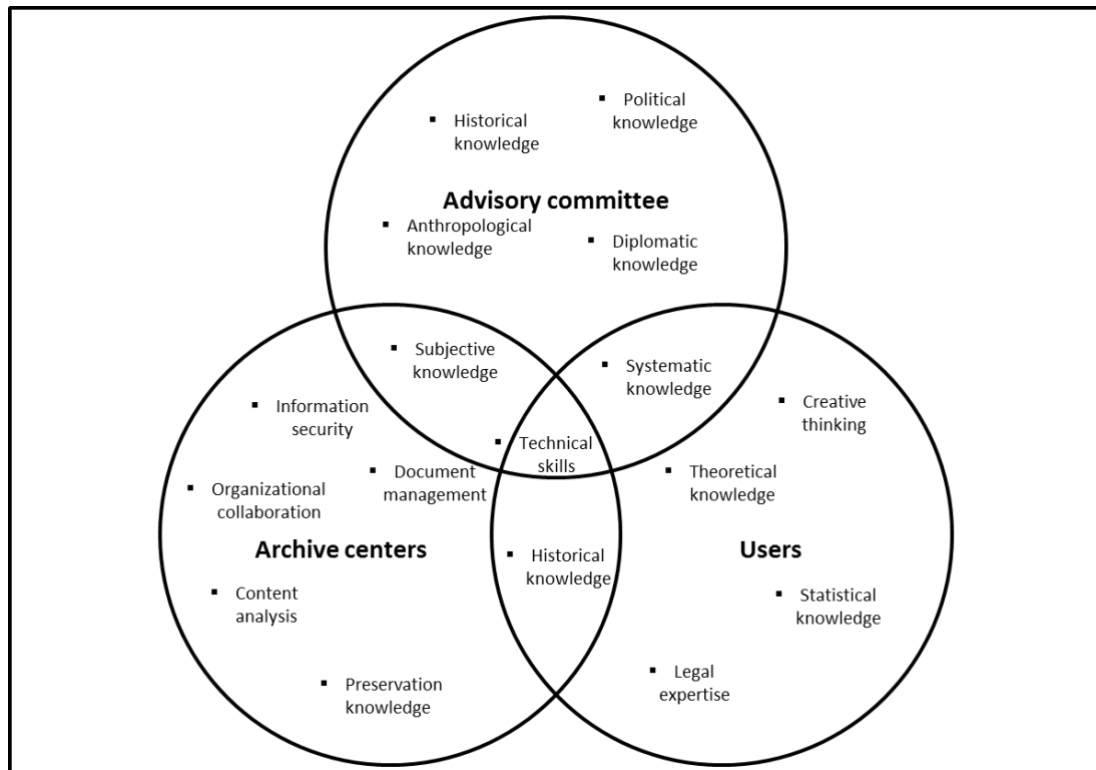 ▪ Political
knowledge
▪ Historical
knowledge
Advisory committee
▪ Anthropological
knowledge
▪ Diplomatic
knowledge
▪ Subjective
knowledge
▪ Systematic
knowledge
▪ Information
security
▪ Creative
thinking
▪ Technical
skills
▪ Document
management
▪ Theoretical
knowledge
▪ Organizational
collaboration
Archive centers
▪ Historical
knowledge
Users
▪ Content
analysis
▪ Statistical
knowledge
▪ Preservation
knowledge
▪ Legal
expertise